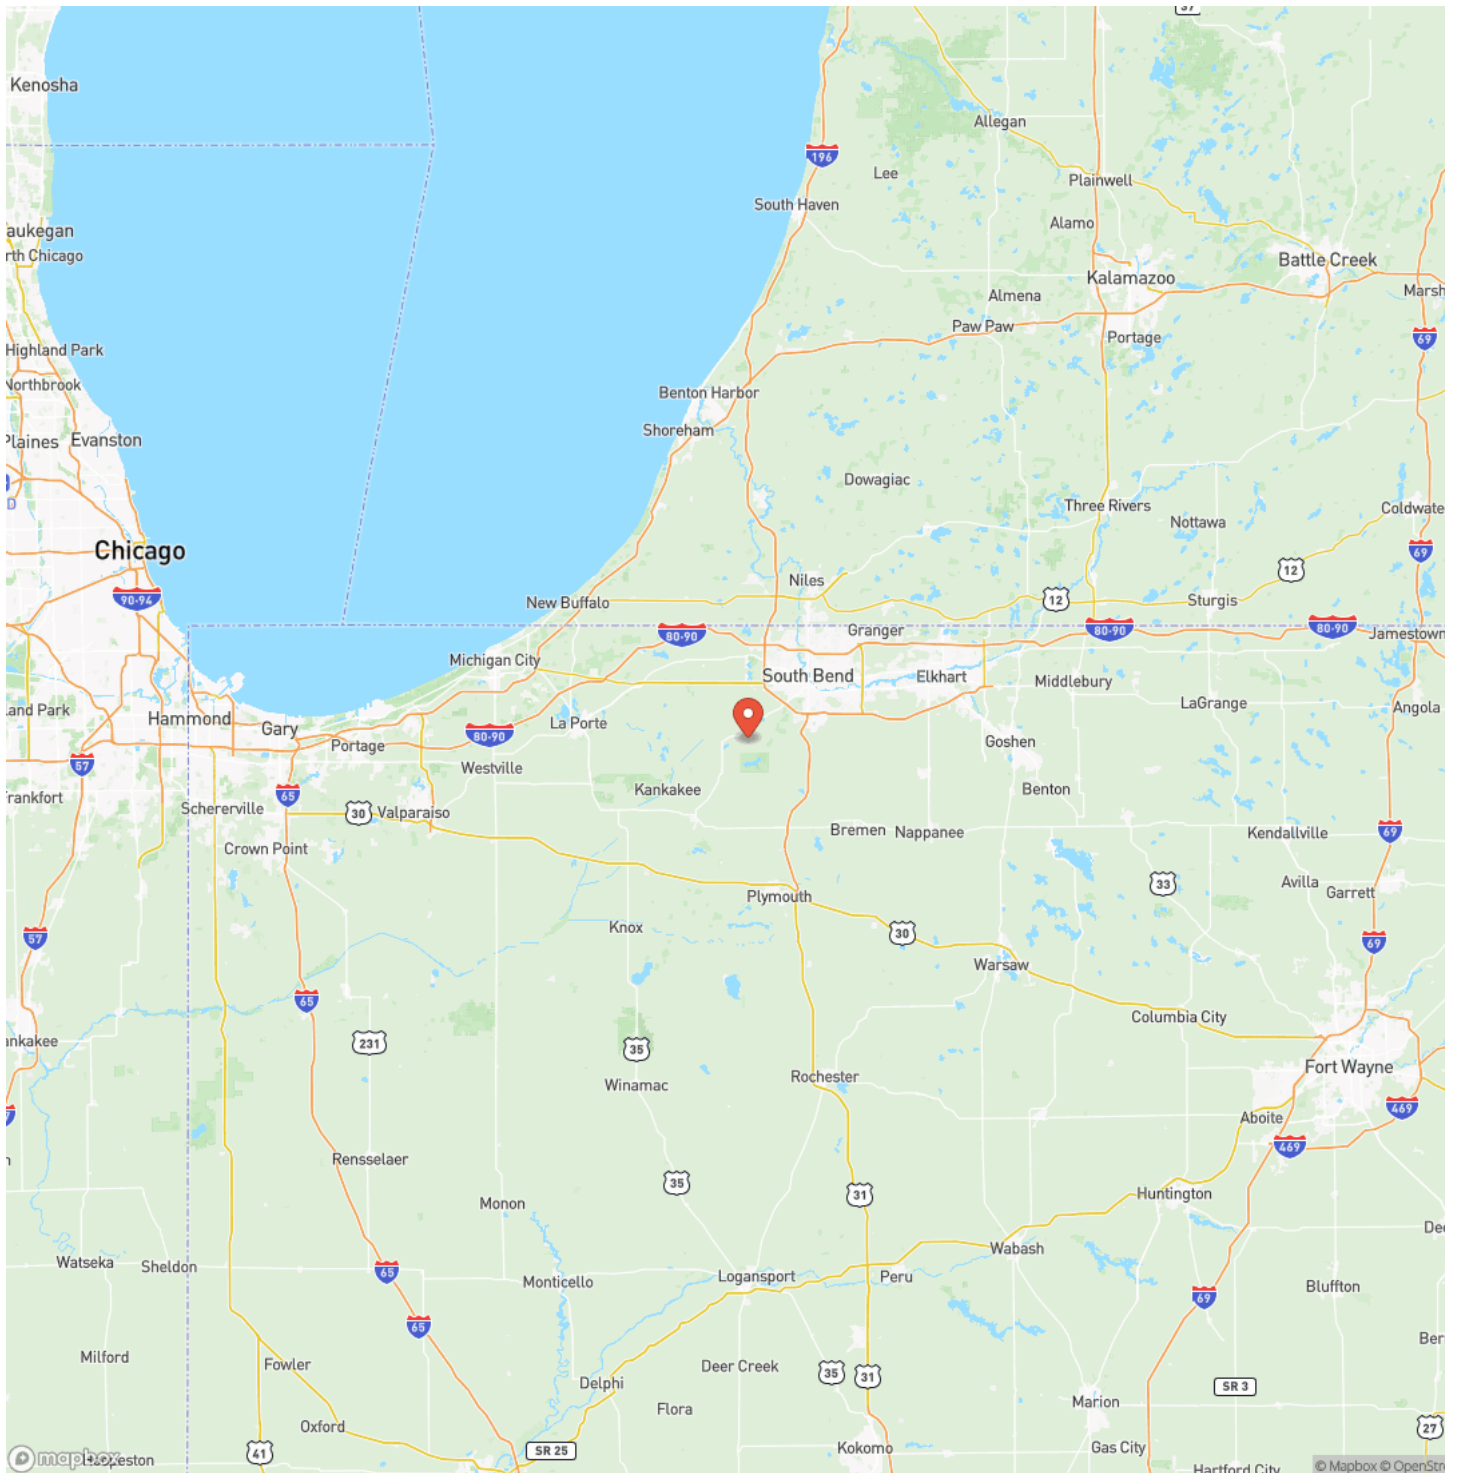 37
Kenosha
Allegan
196
Lee
Plainwell
South Haven
Alamo
aukegan
rth Chicago
Battle Creek
Kalamazoo
Marsh
Almena
Paw Paw
Portage
69
Highland Park
Northbrook
Benton Harbor
Shoreham
Plaines
Evanston
Dowagiac
D
Three Rivers
Nottawa
Coldwate
Chicago
69
12
Niles
90-94
New Buffalo
12
Sturgis
80-90
Granger
80-90
80-90
Jamestown
Michigan City
South Bend
Elkhart
Middlebury
LaGrange
Angola
land Park
Hammond
Gary
La Porte
80-90
Portage
Goshen
57
Westville
Kankakee
Benton
Frankfort
65
Schererville
30
Valparaiso
Bremen
Nappanee
Kendallville
69
Crown Point
33
Avilla
Garrett
Plymouth
Knox
30
57
69
Warsaw
65
Columbia City
ankakee
231
35
Fort Wayne
Winamac
Rochester
469
Aboite
469
Rensselaer
35
31
Huntington
Monon
De
Watseka
Sheldon
65
Wabash
Monticello
Logansport
Peru
Bluffton
69
65
Ber
Milford
Fowler
Deer Creek
35
31
Delphi
SR 3
Flora
Marion
Oxford
27
41
SR 25
Kokomo
Gas City
mapbox
peston
Hartford City
© Mapbox © OpenStre